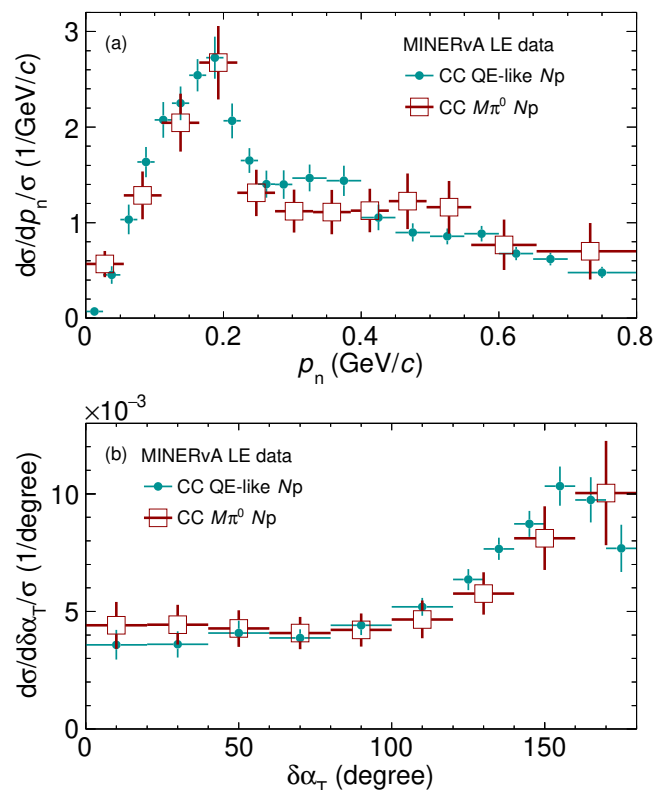 (a) MINERvA LE data
CC QE-like Np
CC Mπ⁰ Np
dσ/dpₙ/σ (1/GeV/c)
3
2
1
0
0 0.2 0.4 0.6 0.8
pₙ (GeV/c)
×10⁻³
(b) MINERvA LE data
CC QE-like Np
CC Mπ⁰ Np
dσ/dδα_T/σ (1/degree)
10
5
0
0 50 100 150
δα_T (degree)